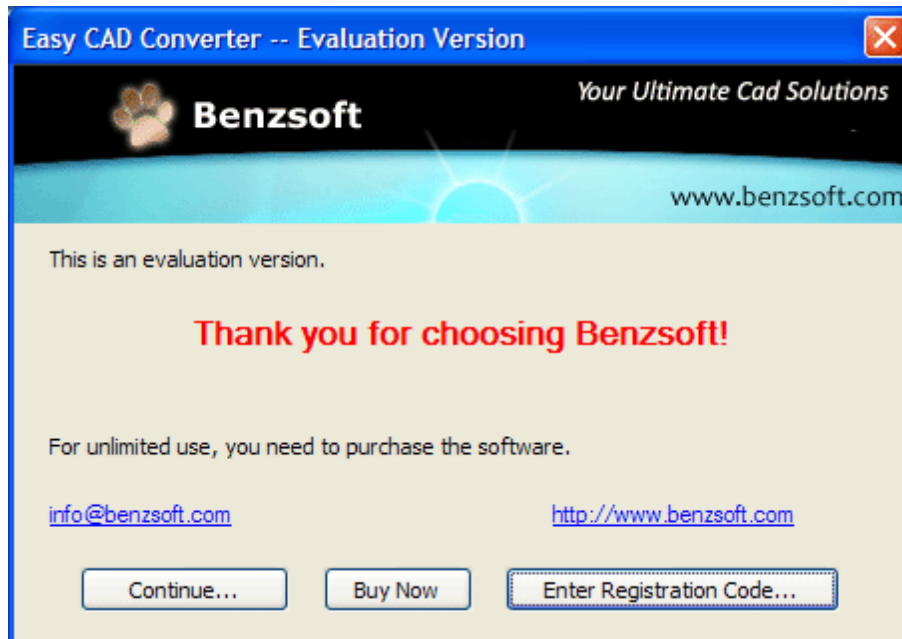 Easy CAD Converter -- Evaluation Version
Your Ultimate Cad Solutions
Benzsoft
www.benzsoft.com
This is an evaluation version.
Thank you for choosing Benzsoft!
For unlimited use, you need to purchase the software.
info@benzsoft.com http://www.benzsoft.com
Continue... Buy Now Enter Registration Code...